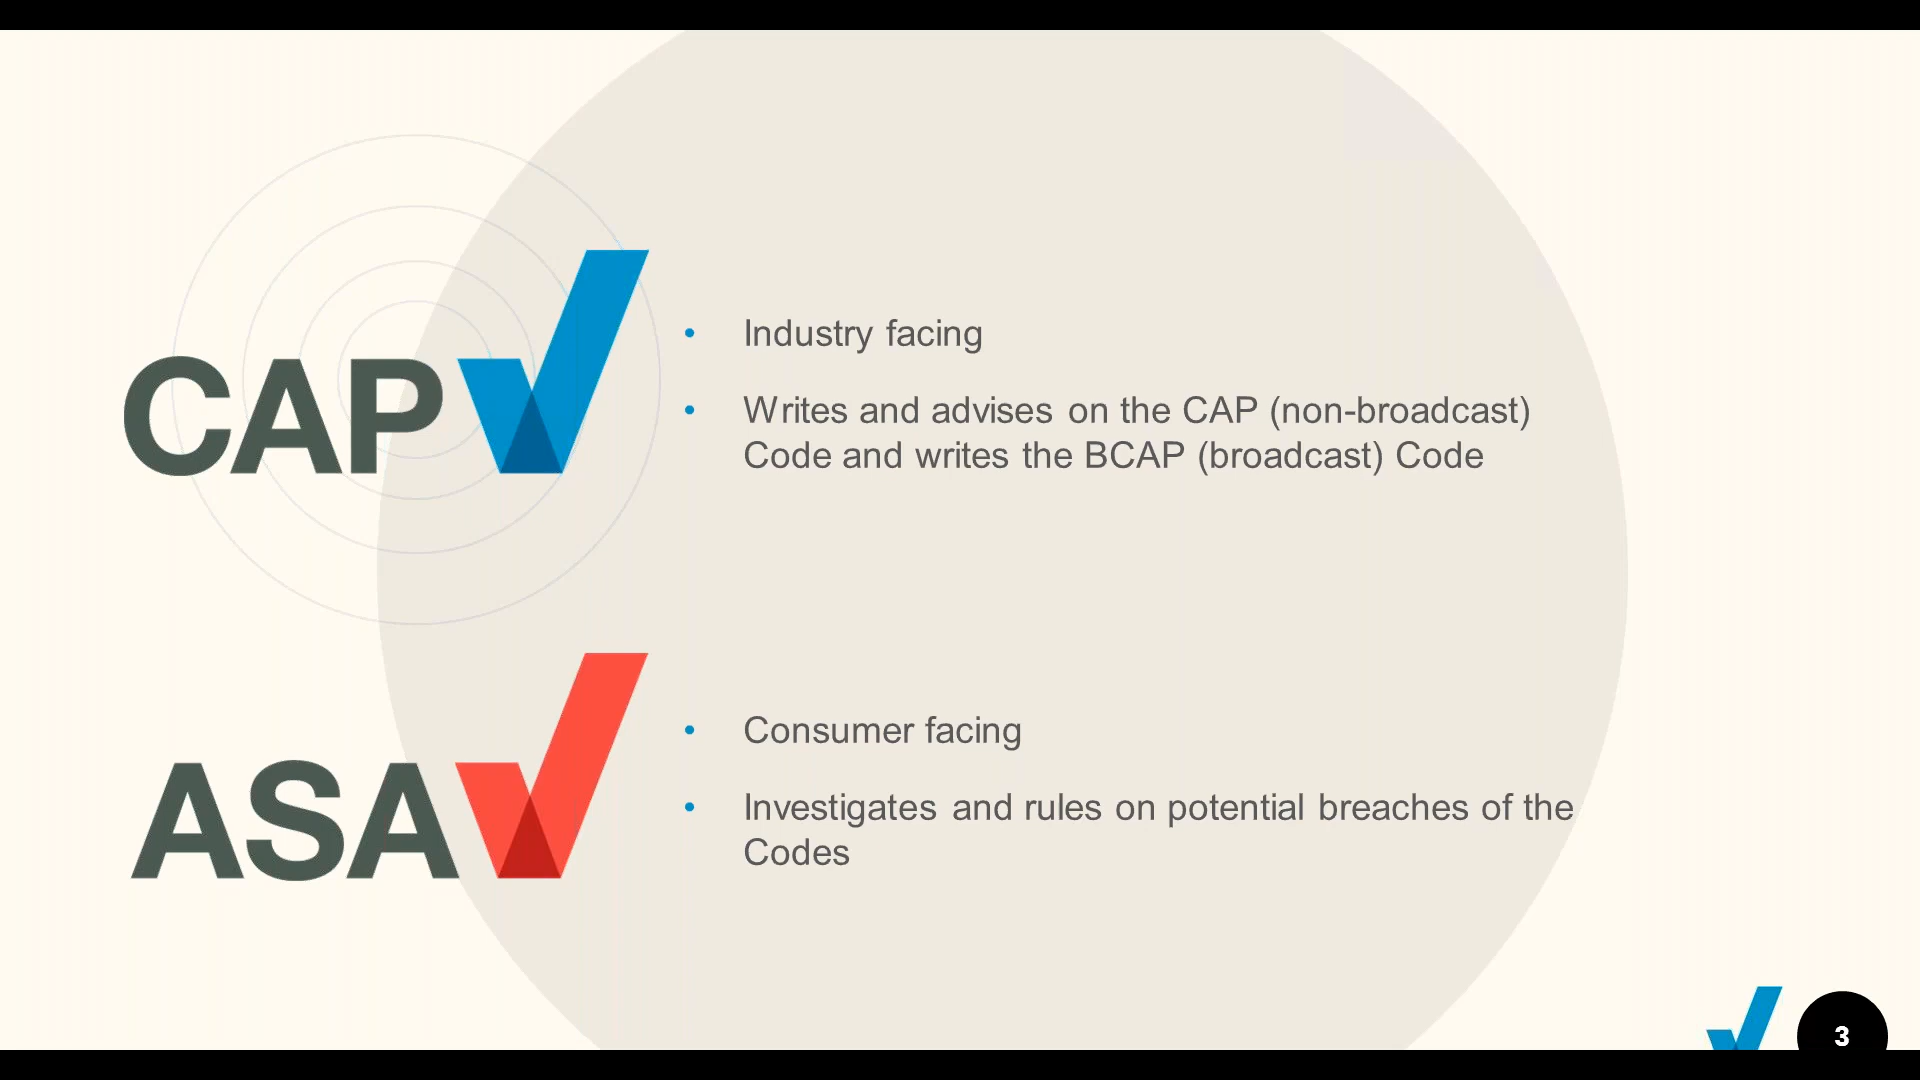 CAP
• Industry facing
• Writes and advises on the CAP (non-broadcast)
Code and writes the BCAP (broadcast) Code
ASA
• Consumer facing
• Investigates and rules on potential breaches of the
Codes
3